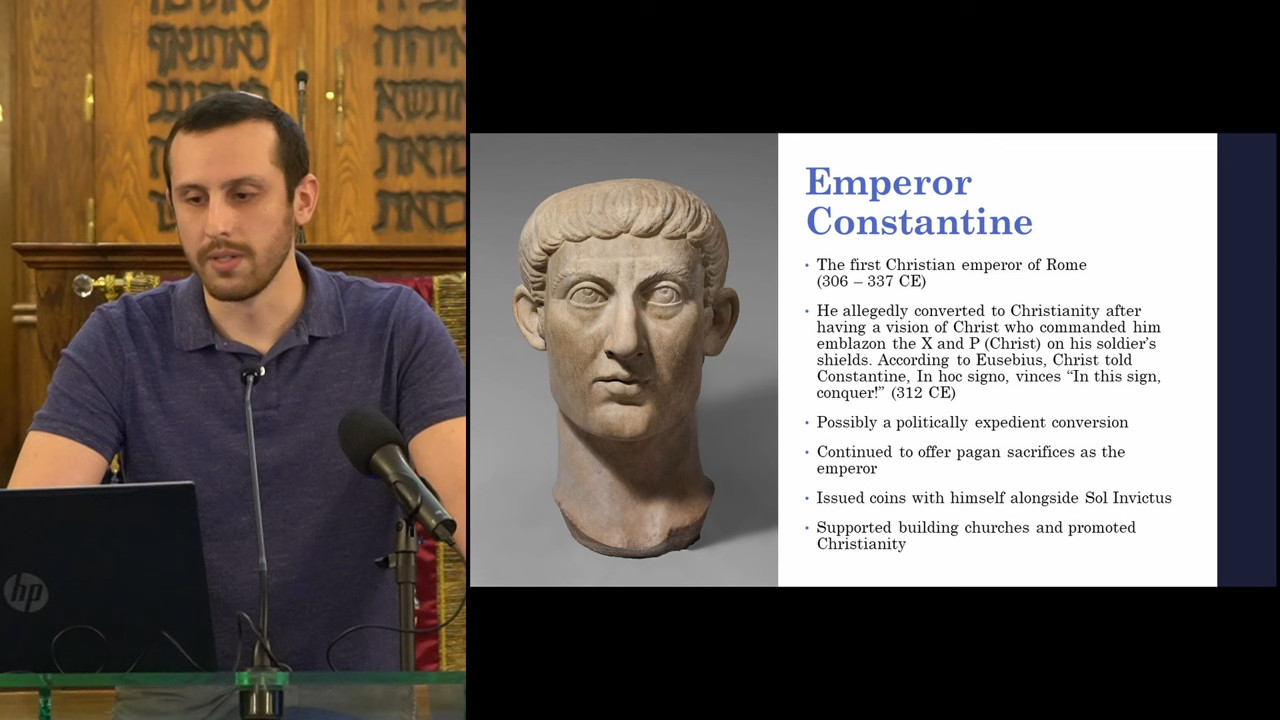 Emperor
Constantine
• The first Christian emperor of Rome
(306 – 337 CE)
• He allegedly converted to Christianity after
having a vision of Christ who commanded him
emblazon the X and P (Christ) on his soldier's
shields. According to Eusebius, Christ told
Constantine, In hoc signo, vinces “In this sign,
conquer!” (312 CE)
• Possibly a politically expedient conversion
• Continued to offer pagan sacrifices as the
emperor
• Issued coins with himself alongside Sol Invictus
• Supported building churches and promoted
Christianity
hp